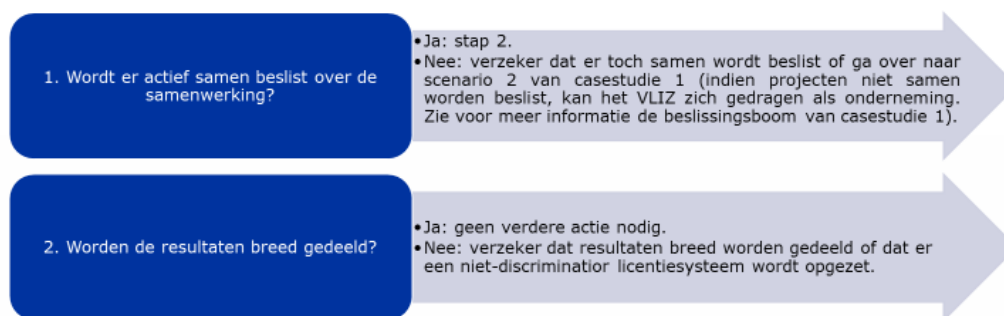 1. Wordt er actief samen beslist over de
samenwerking?
•Ja: stap 2.
•Nee: verzeker dat er toch samen wordt beslist of ga over naar
scenario 2 van casestudie 1 (indien projecten niet samen
worden beslist, kan het VLIZ zich gedragen als onderneming.
Zie voor meer informatie de beslissingsboom van casestudie 1).
2. Worden de resultaten breed gedeeld?
•Ja: geen verdere actie nodig.
•Nee: verzeker dat resultaten breed worden gedeeld of dat er
een niet-discriminatior licentiesysteem wordt opgezet.